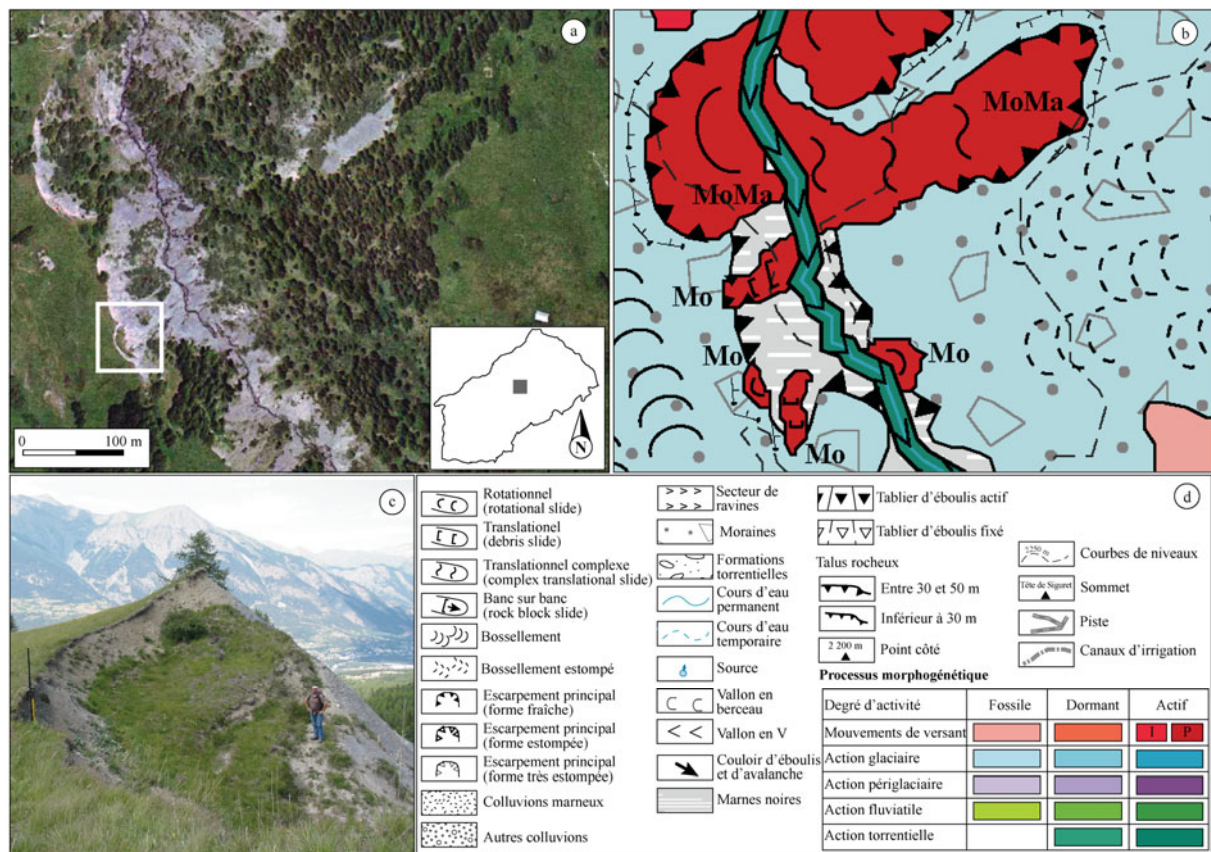 a
0
100 m
N
b
MoMa
MoMa
Mo
Mo
Mo
Mo
c
d
Rotationnel
(rotational slide)
Translationel
(debris slide)
Translationnel complexe
(complex translational slide)
Banc sur banc
(rock block slide)
Bossellement
Bossellement estompé
Escarpement principal
(forme fraîche)
Escarpement principal
(forme estompée)
Escarpement principal
(forme très estompée)
Colluvions marneux
Autres colluvions
Secteur de
ravines
Moraines
Formations
torrentielles
Cours d'eau
permanent
Cours d'eau
temporaire
Source
Vallon en
berceau
Vallon en V
Couloir d'éboulis
et d'avalanche
Marnes noires
Tablier d'éboulis actif
Tablier d'éboulis fixé
Talus rocheux
Entre 30 et 50 m
Inférieur à 30 m
2 200 m
Point côté
1250 m
Courbes de niveaux
Tête de Siguret
Sommet
Piste
Canaux d'irrigation
Processus morphogénétique
Degré d'activité
Fossile
Dormant
Actif
Mouvements de versant
I
P
Action glaciaire
Action périglaciaire
Action fluviatile
Action torrentielle